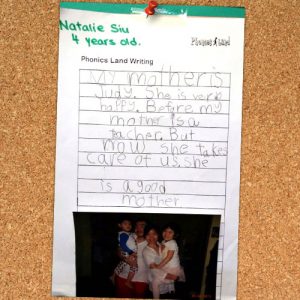 Natalie Siu
4 years old.
Phonics Land
Phonics Land Writing
My mother is
Judy. She is very
happy. Before my
mother is a
teacher. But
now she takes
care of us. she
is a good
mother